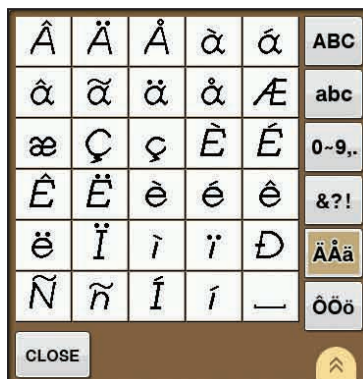 Â Ä Å à á ABC
â ã ä å Æ abc
æ Ç ç È É 0~9,.
Ê Ë è é ê &?!
ë Ï ì ï Ð ÄÅä
Ñ ñ Í í ÔÖö
CLOSE